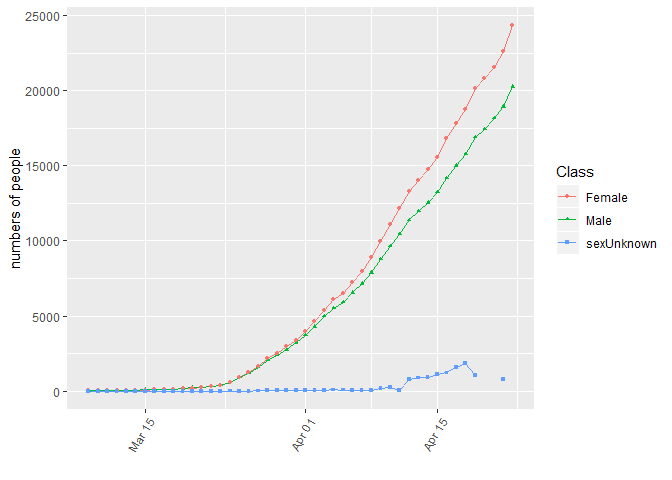 25000
20000
15000
10000
5000
0
numbers of people
Mar 15
Apr 01
Apr 15
Class
Female
Male
sexUnknown